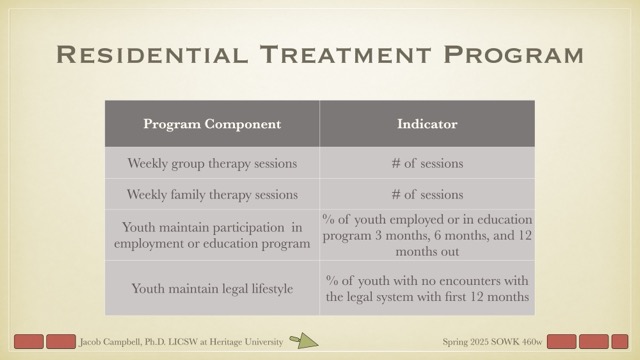 Residential Treatment Program
Program Component
Indicator
Weekly group therapy sessions
# of sessions
Weekly family therapy sessions
# of sessions
Youth maintain participation in
employment or education program
% of youth employed or in education
program 3 months, 6 months, and 12
months out
Youth maintain legal lifestyle
% of youth with no encounters with
the legal system with first 12 months
Jacob Campbell, Ph.D. LICSW at Heritage University
Spring 2025 SOWK 460w